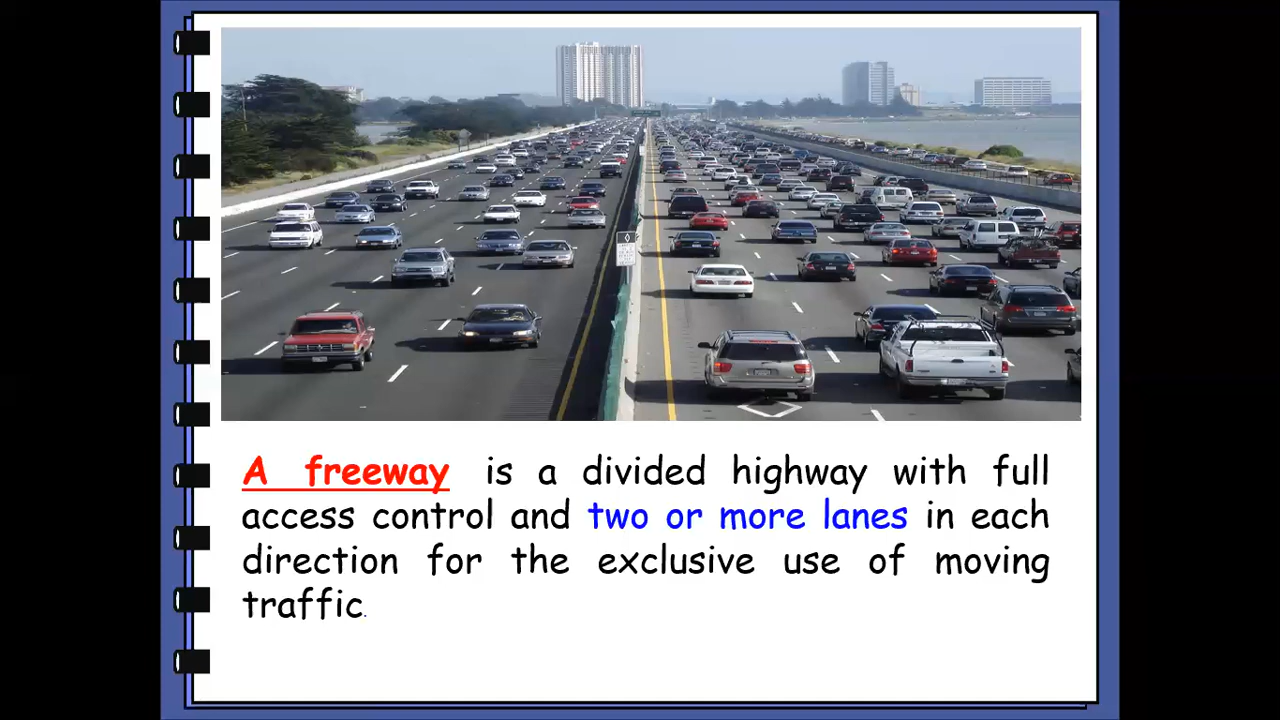 A freeway is a divided highway with full
access control and two or more lanes in each
direction for the exclusive use of moving
traffic.